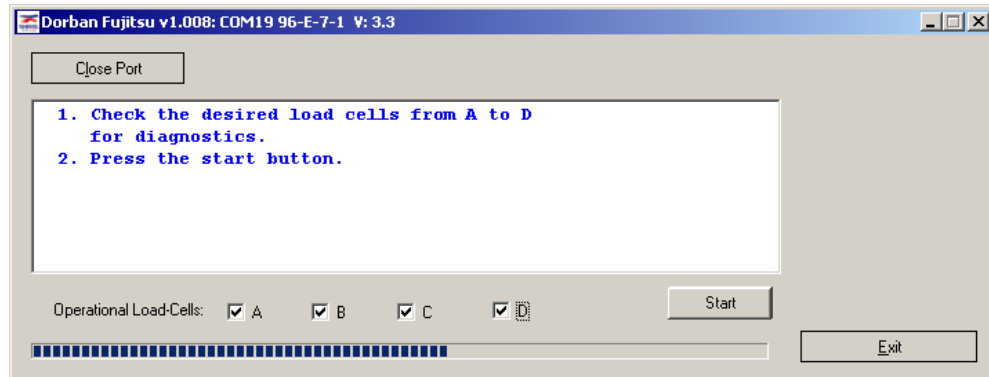 Dorban Fujitsu v1.008: COM19 96-E-7-1 V: 3.3
Close Port
1. Check the desired load cells from A to D
for diagnostics.
2. Press the start button.
Operational Load-Cells: A B C D
Start
Exit